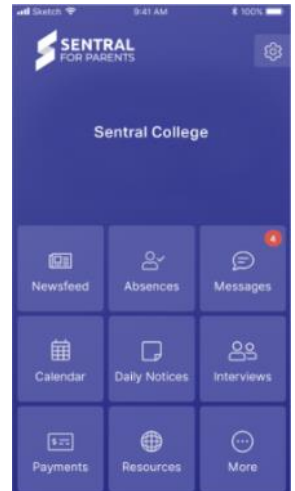 Sketch 9:41 AM 100%
SENTRAL
FOR PARENTS
Sentral College
4
Newsfeed Absences Messages
Calendar Daily Notices Interviews
$
Payments Resources More